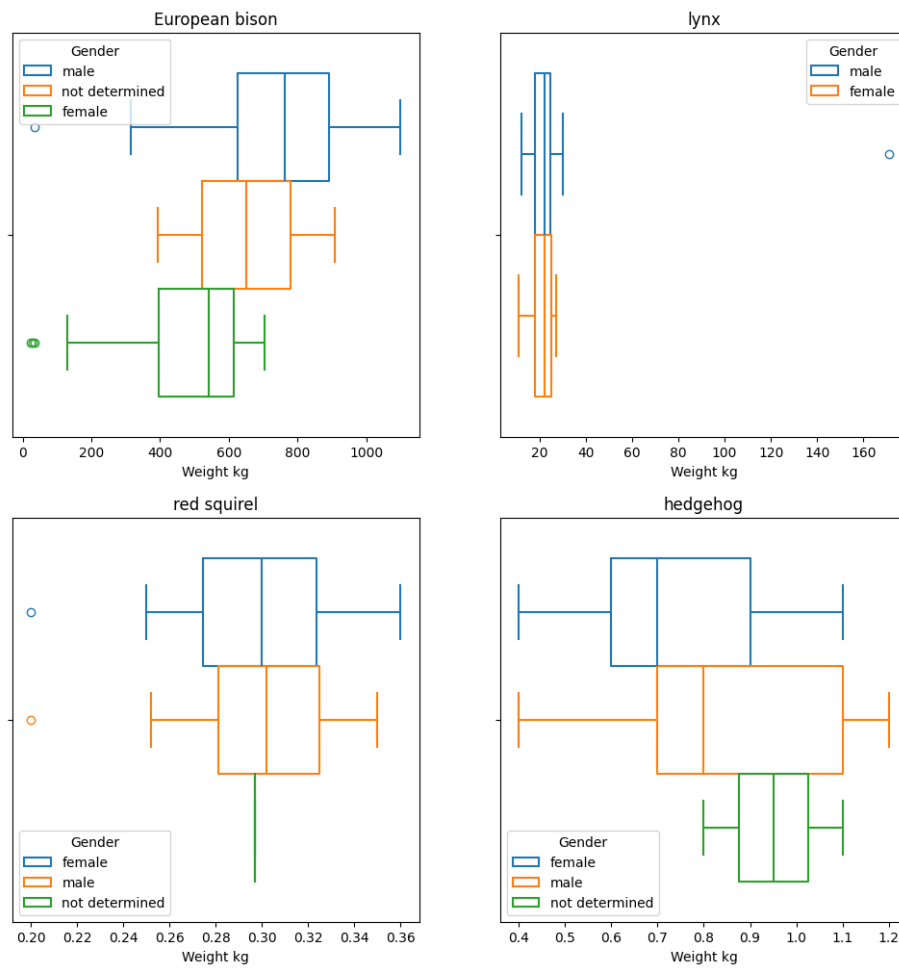 European bison
Gender
male
not determined
female
0 200 400 600 800 1000
Weight kg
lynx
Gender
male
female
20 40 60 80 100 120 140 160
Weight kg
red squirel
Gender
female
male
not determined
0.20 0.22 0.24 0.26 0.28 0.30 0.32 0.34 0.36
Weight kg
hedgehog
Gender
female
male
not determined
0.4 0.5 0.6 0.7 0.8 0.9 1.0 1.1 1.2
Weight kg